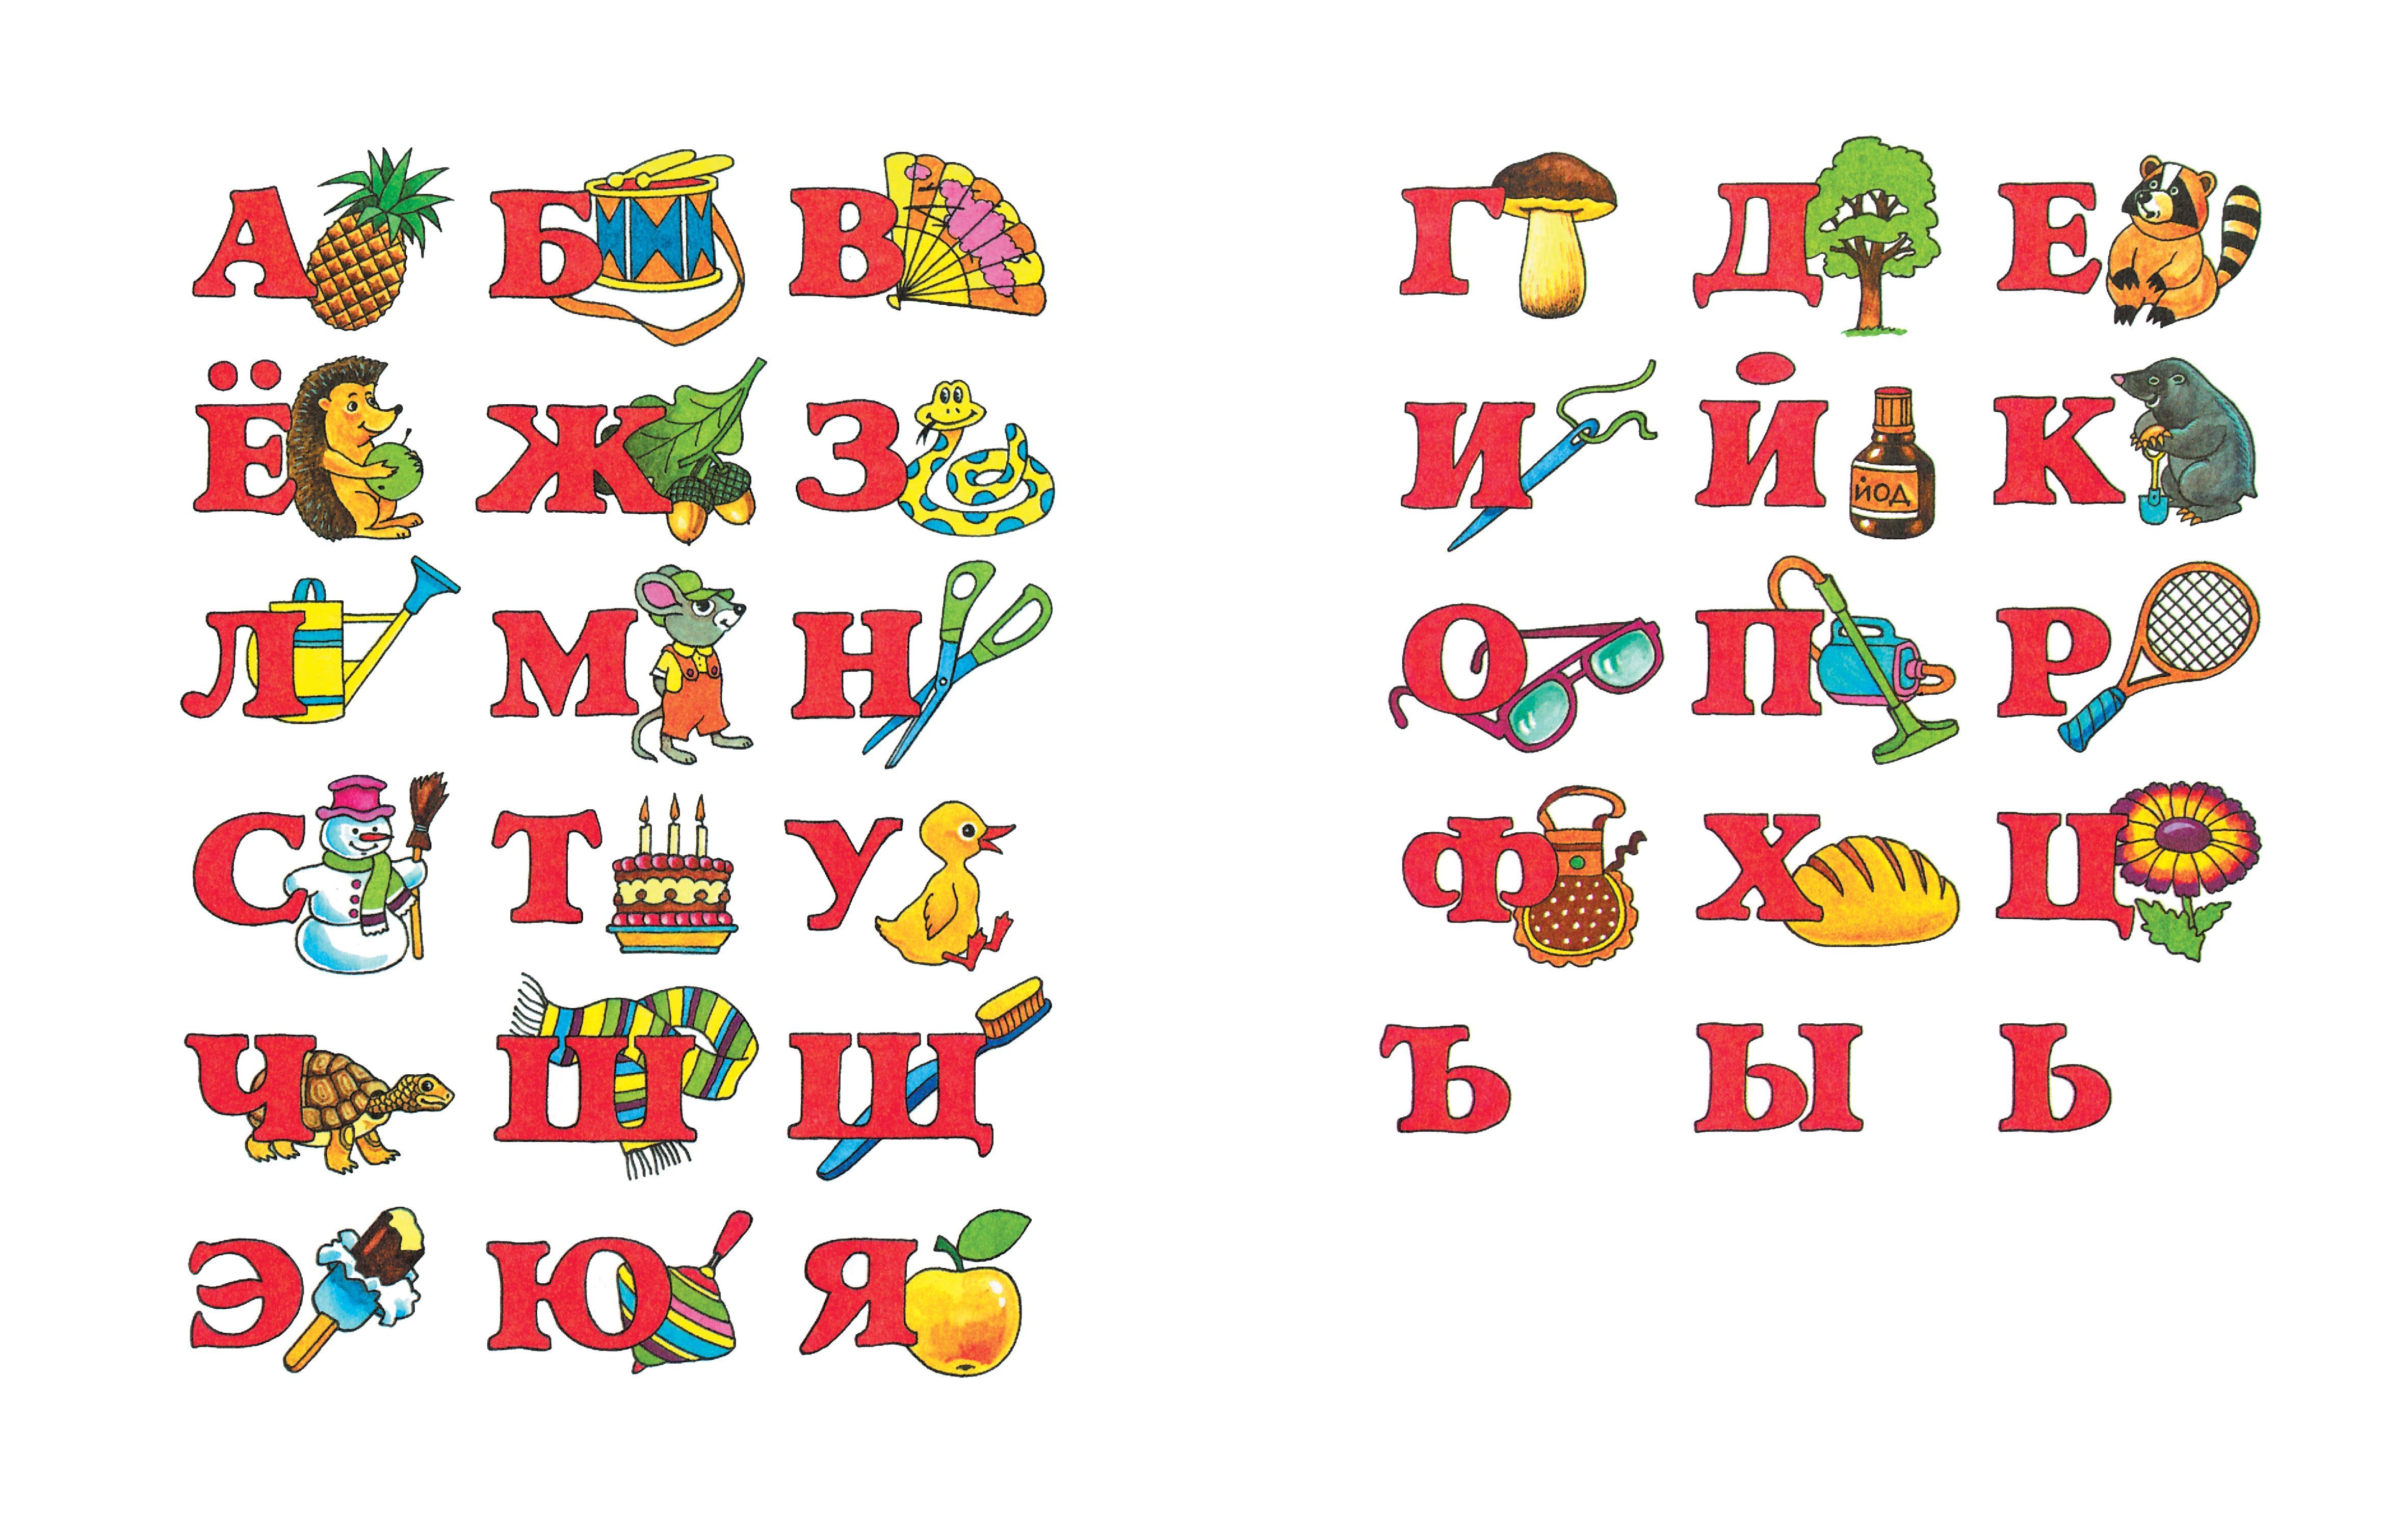 А Б В Г Д Е
Ё Ж З И Й К
ЙОД
Л М Н О П Р
С Т У Ф Х Ц
Ч Ш Щ Ъ Ы Ь
Э Ю Я